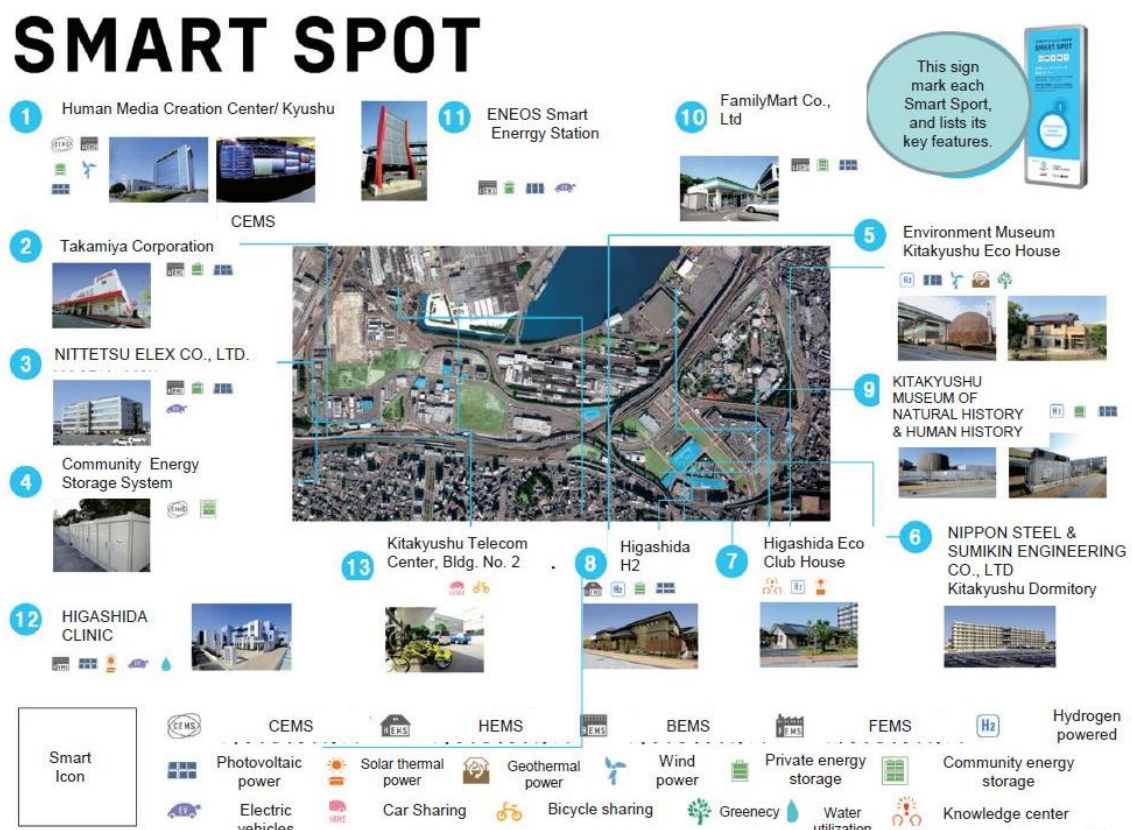 SMART SPOT
This sign
mark each
Smart Sport,
and lists its
key features.
SMART SPOT
1
Human Media Creation Center/ Kyushu
CEMS
11
ENEOS Smart
Enerrgy Station
10
FamilyMart Co.,
Ltd
2
Takamiya Corporation
5
Environment Museum
Kitakyushu Eco House
3
NITTETSU ELEX CO., LTD.
9
KITAKYUSHU
MUSEUM OF
NATURAL HISTORY
& HUMAN HISTORY
4
Community Energy
Storage System
13
Kitakyushu Telecom
Center, Bldg. No. 2
8
Higashida
H2
7
Higashida Eco
Club House
6
NIPPON STEEL &
SUMIKIN ENGINEERING
CO., LTD
Kitakyushu Dormitory
12
HIGASHIDA
CLINIC
Smart
Icon
CEMS CEMS HEMS HEMS BEMS BEMS FEMS FEMS H2 Hydrogen
powered
Photovoltaic
power
Solar thermal
power
Geothermal
power
Wind
power
Private energy
storage
Community energy
storage
EV Electric
vehicles
Car Sharing
Bicycle sharing
Greenecy
Water
utilization
Knowledge center